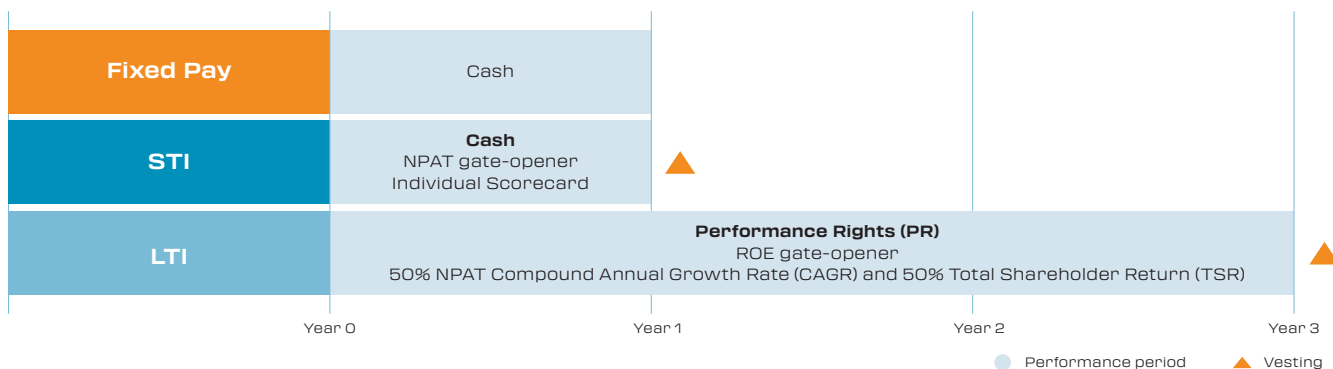 Fixed Pay
Cash
STI
Cash
NPAT gate-opener
Individual Scorecard
LTI
Performance Rights (PR)
ROE gate-opener
50% NPAT Compound Annual Growth Rate (CAGR) and 50% Total Shareholder Return (TSR)
Year 0
Year 1
Year 2
Year 3
Performance period
Vesting